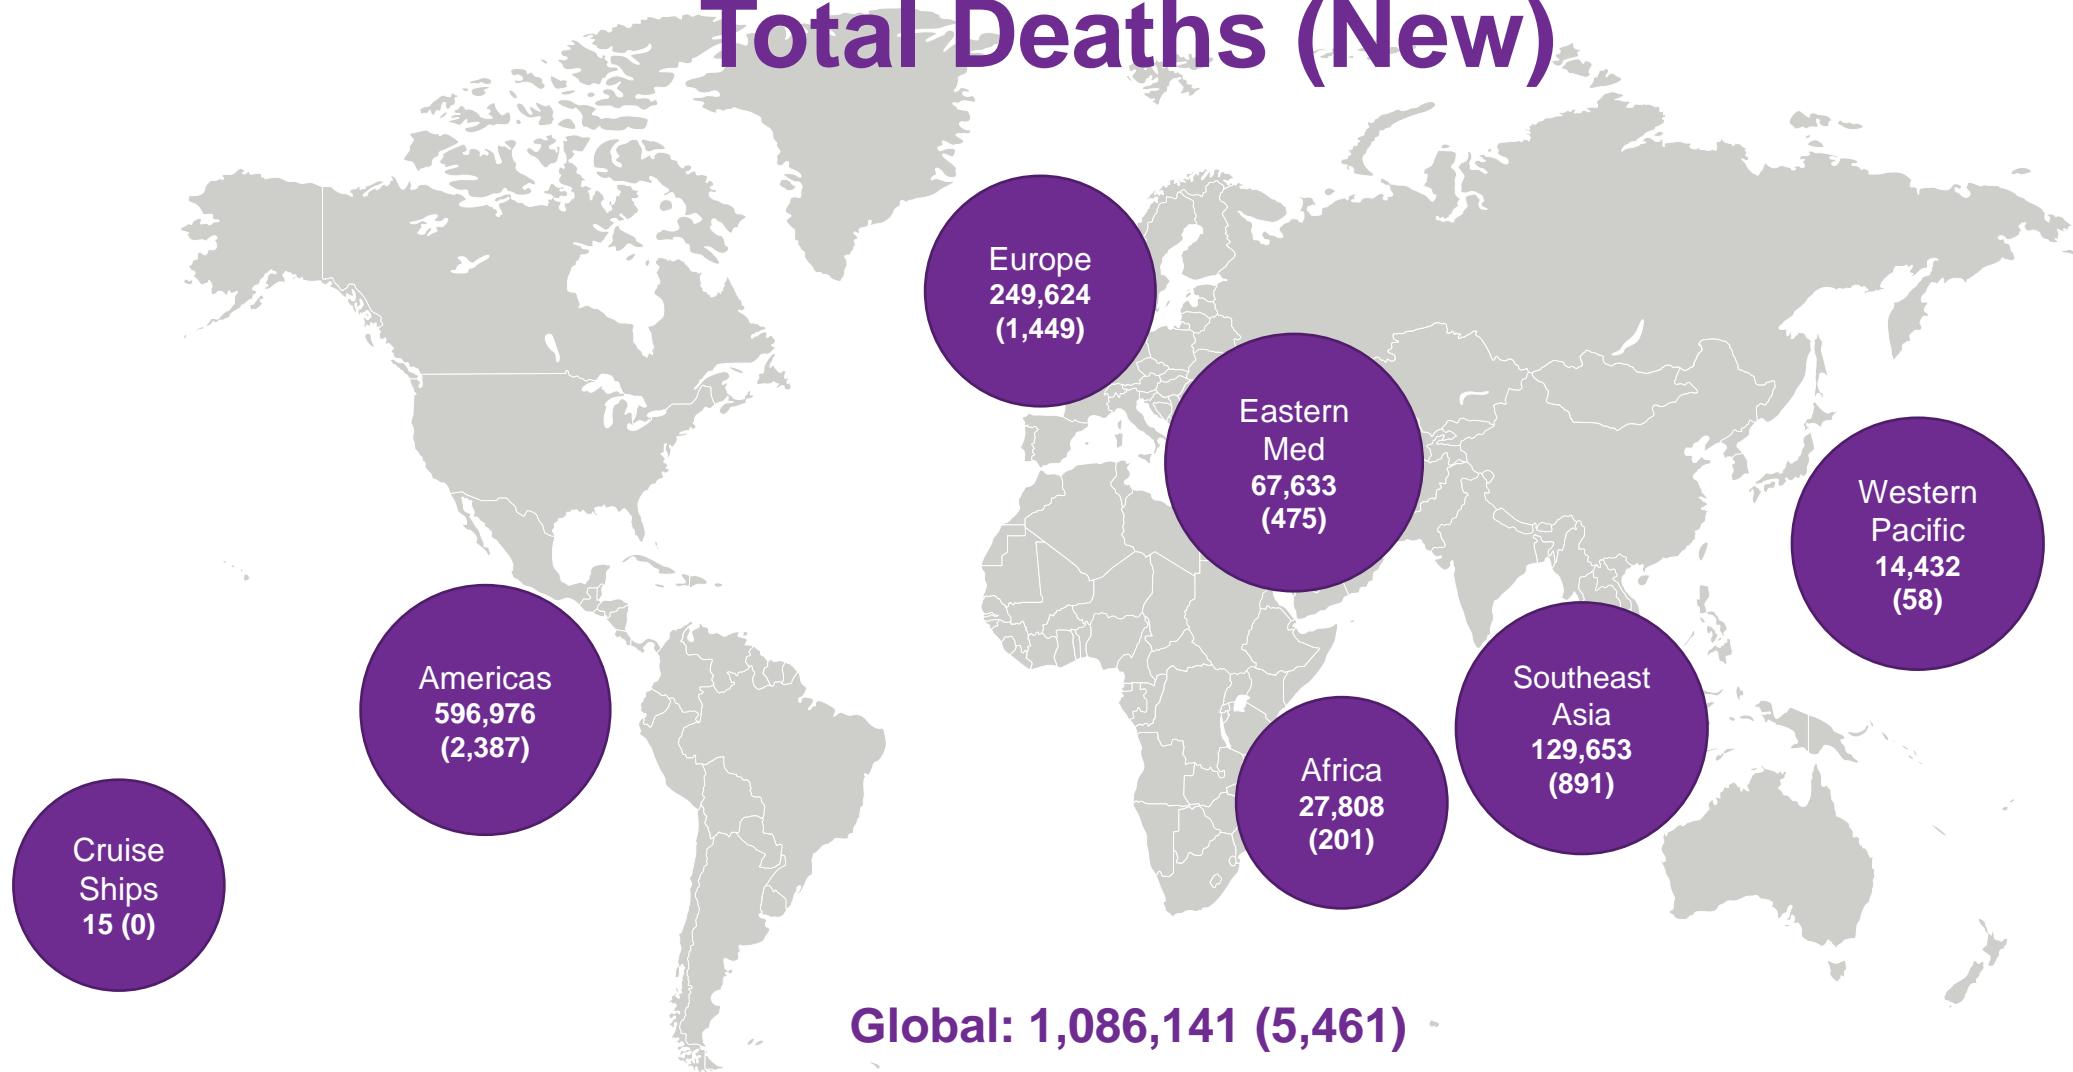 Total Deaths (New)
Europe
249,624
(1,449)
Eastern
Med
67,633
(475)
Western
Pacific
14,432
(58)
Americas
596,976
(2,387)
Southeast
Asia
129,653
(891)
Africa
27,808
(201)
Cruise
Ships
15 (0)
Global: 1,086,141 (5,461)